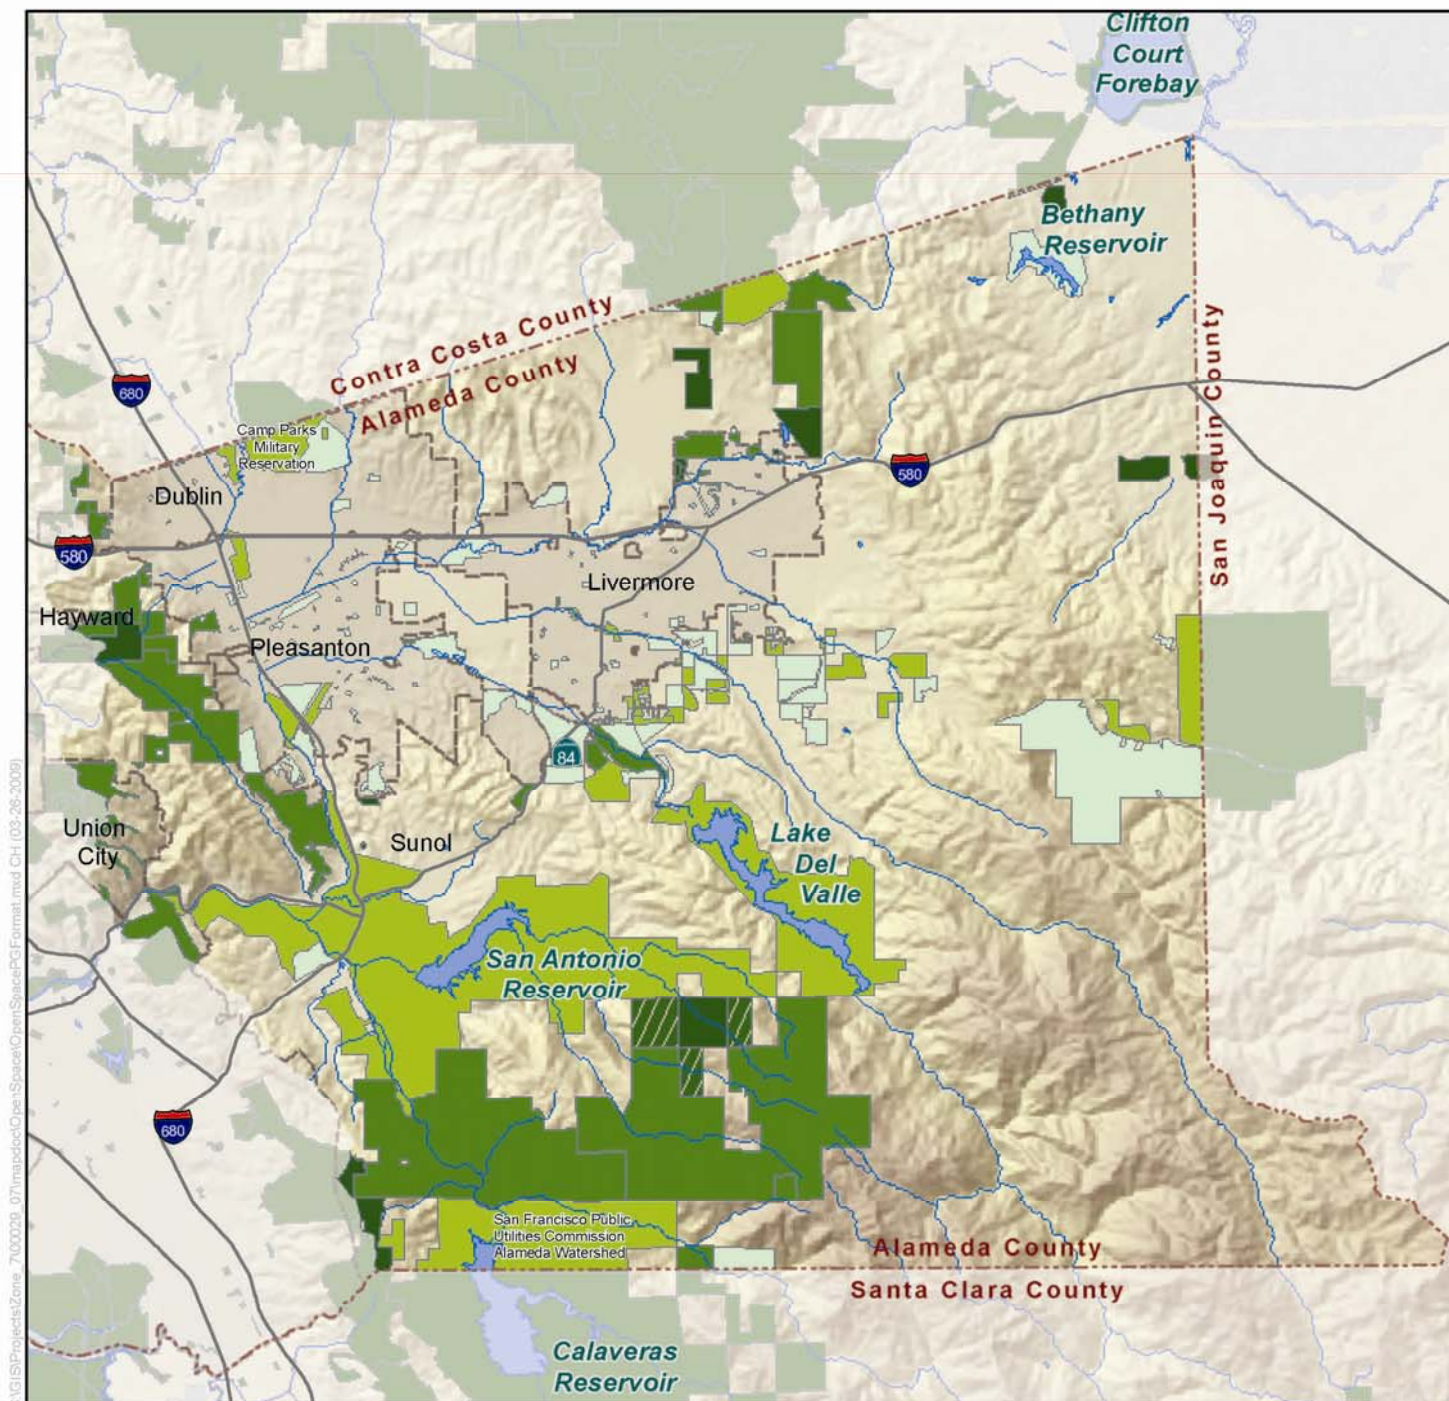 Clifton
Court
Forebay
Bethany
Reservoir
Contra Costa County
Alameda County
San Joaquin County
680
Camp Parks
Military
Reservation
580
Dublin
580
Livermore
Hayward
Pleasanton
84
Union
City
Sunol
Lake
Del
Valle
San Antonio
Reservoir
680
San Francisco Public
Utilities Commission
Alameda Watershed
Alameda County
Santa Clara County
Calaveras
Reservoir